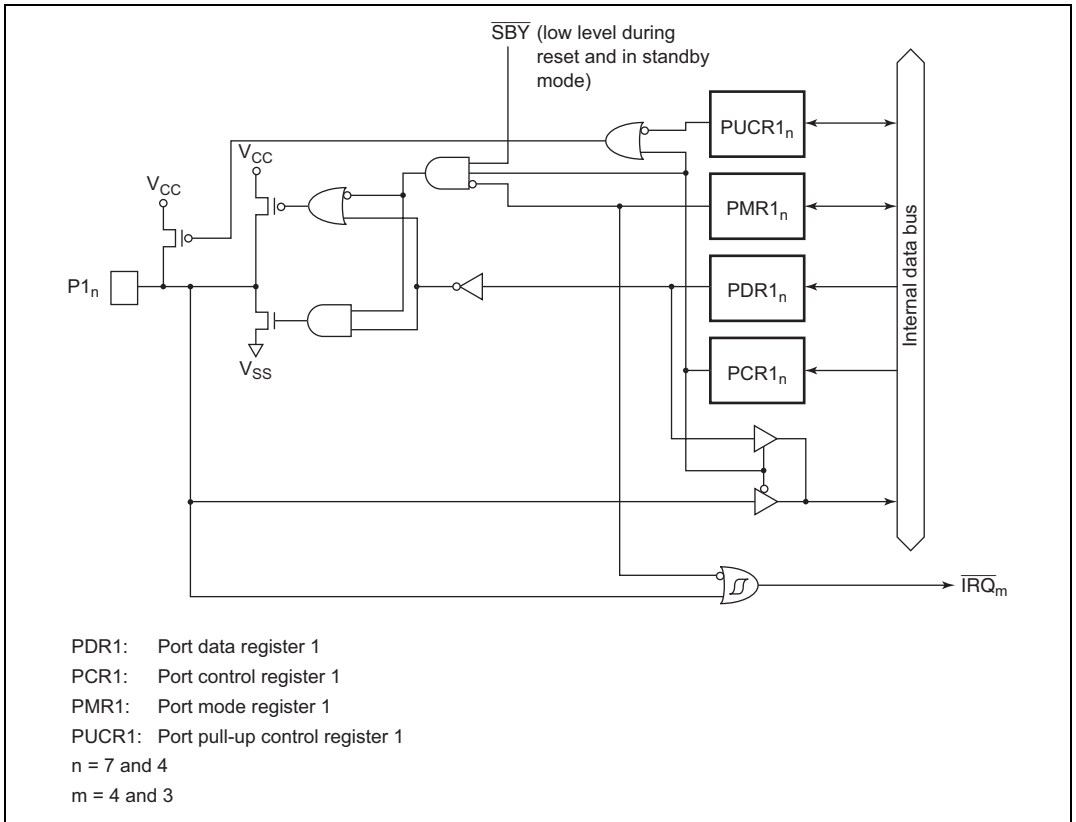 SBY (low level during
reset and in standby
mode)
PUCR1n
VCC
VCC
PMR1n
P1n
PDR1n
Internal data bus
VSS
PCR1n
IRQm
PDR1: Port data register 1
PCR1: Port control register 1
PMR1: Port mode register 1
PUCR1: Port pull-up control register 1
n = 7 and 4
m = 4 and 3